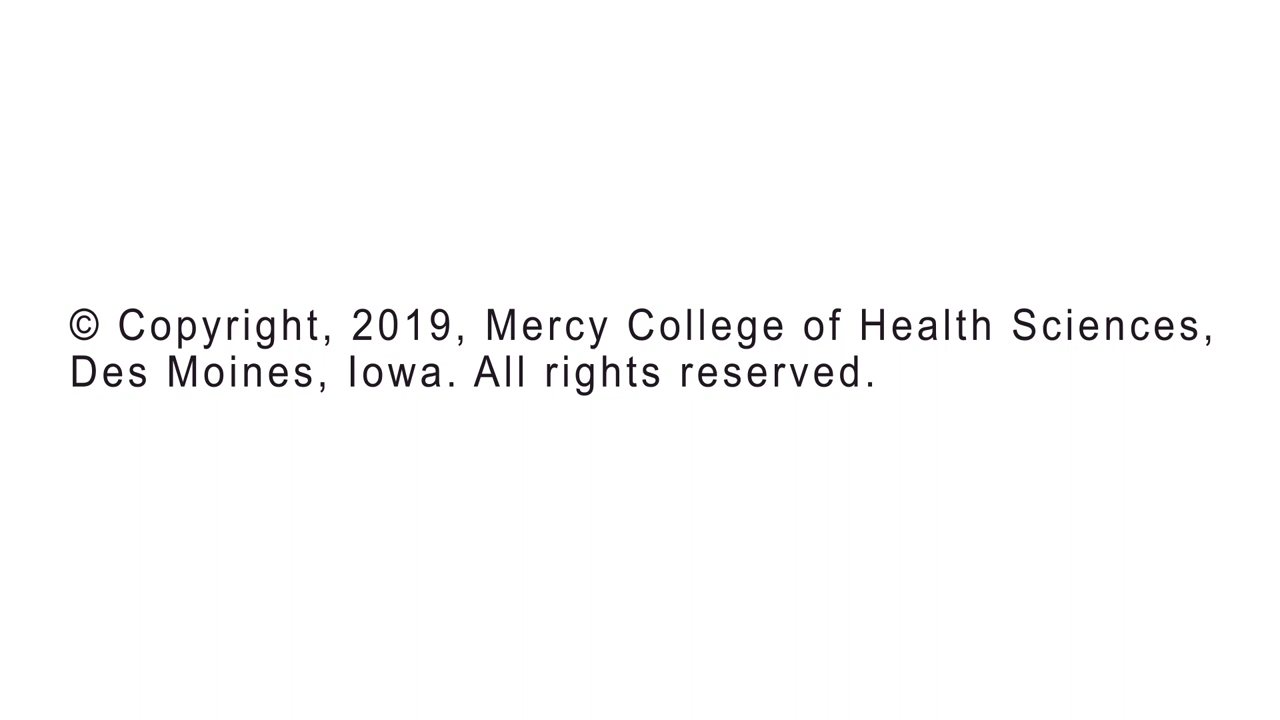 © Copyright, 2019, Mercy College of Health Sciences,
Des Moines, Iowa. All rights reserved.